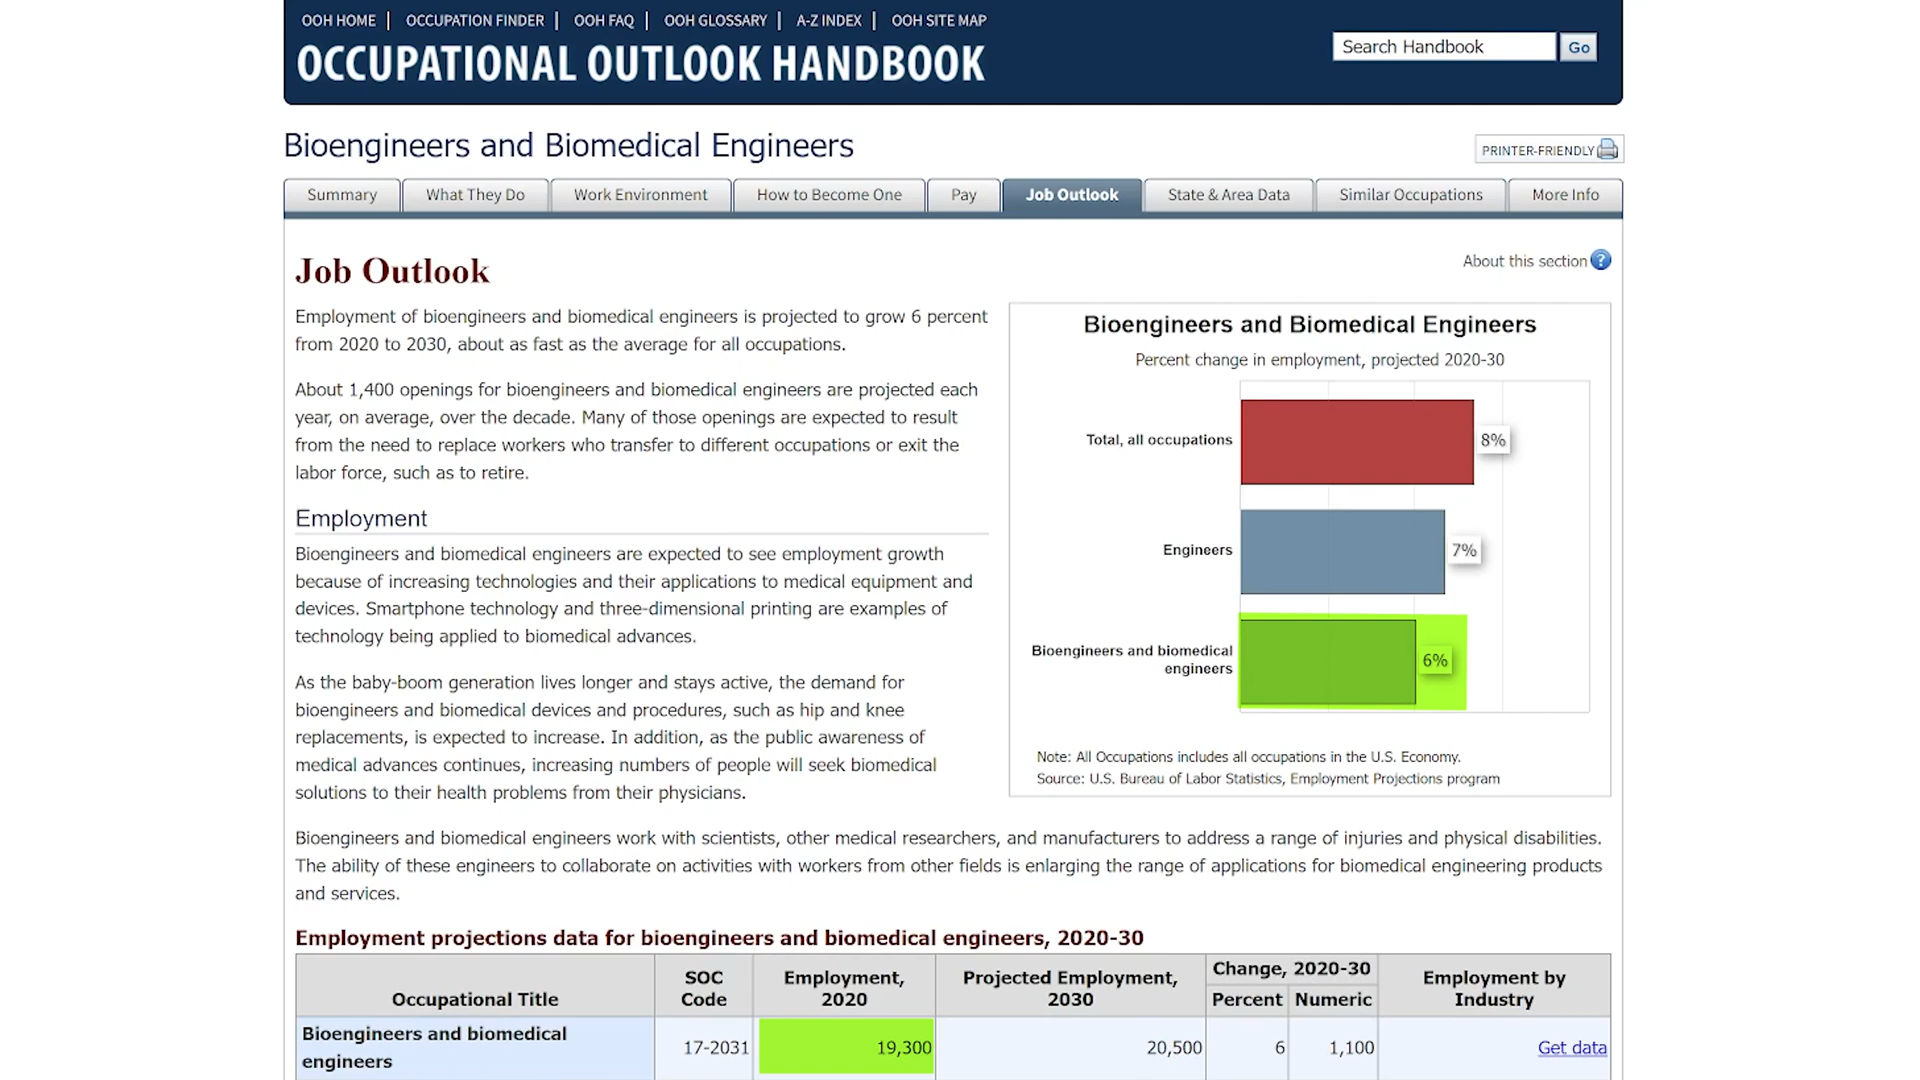 OOH HOME | OCCUPATION FINDER | OOH FAQ | OOH GLOSSARY | A-Z INDEX | OOH SITE MAP
OCCUPATIONAL OUTLOOK HANDBOOK
Search Handbook Go
Bioengineers and Biomedical Engineers
PRINTER-FRIENDLY
Summary What They Do Work Environment How to Become One Pay Job Outlook State & Area Data Similar Occupations More Info
About this section ?
Job Outlook
Employment of bioengineers and biomedical engineers is projected to grow 6 percent
from 2020 to 2030, about as fast as the average for all occupations.
About 1,400 openings for bioengineers and biomedical engineers are projected each
year, on average, over the decade. Many of those openings are expected to result
from the need to replace workers who transfer to different occupations or exit the
labor force, such as to retire.
Employment
Bioengineers and biomedical engineers are expected to see employment growth
because of increasing technologies and their applications to medical equipment and
devices. Smartphone technology and three-dimensional printing are examples of
technology being applied to biomedical advances.
As the baby-boom generation lives longer and stays active, the demand for
bioengineers and biomedical devices and procedures, such as hip and knee
replacements, is expected to increase. In addition, as the public awareness of
medical advances continues, increasing numbers of people will seek biomedical
solutions to their health problems from their physicians.
Bioengineers and Biomedical Engineers
Percent change in employment, projected 2020-30
Total, all occupations 8%
Engineers 7%
Bioengineers and biomedical
engineers 6%
Note: All Occupations includes all occupations in the U.S. Economy.
Source: U.S. Bureau of Labor Statistics, Employment Projections program
Bioengineers and biomedical engineers work with scientists, other medical researchers, and manufacturers to address a range of injuries and physical disabilities.
The ability of these engineers to collaborate on activities with workers from other fields is enlarging the range of applications for biomedical engineering products
and services.
Employment projections data for bioengineers and biomedical engineers, 2020-30
Occupational Title SOC Code Employment, 2020 Projected Employment, 2030 Change, 2020-30 Percent Numeric Employment by Industry
Bioengineers and biomedical engineers 17-2031 19,300 20,500 6 1,100 Get data